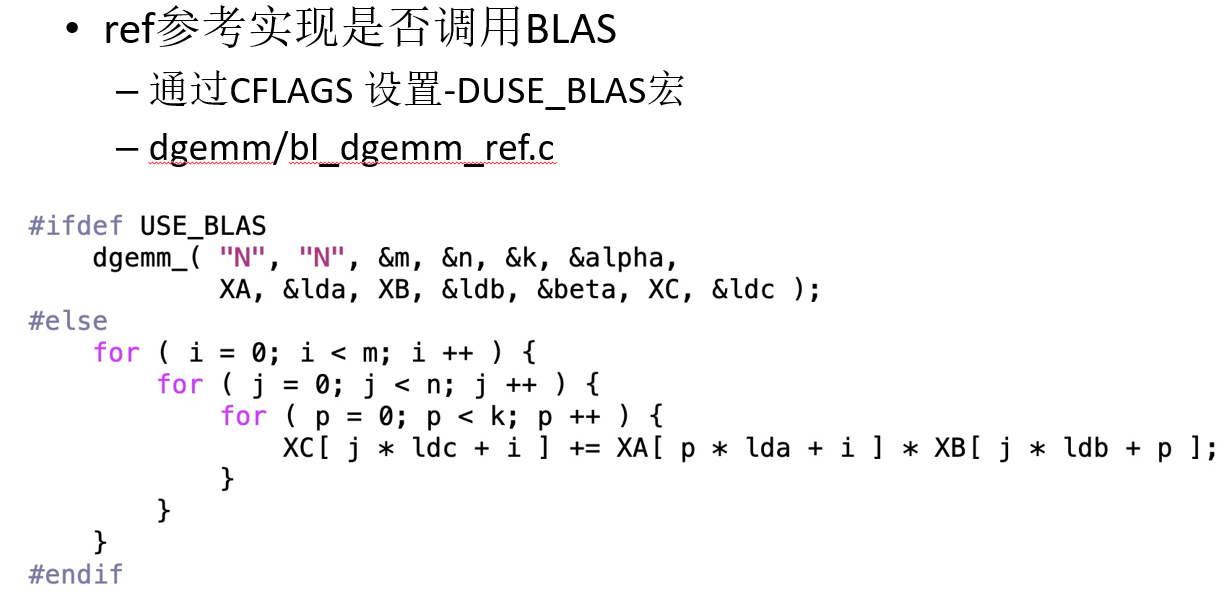 • ref参考实现是否调用BLAS
– 通过CFLAGS 设置-DUSE_BLAS宏
– dgemm/bl_dgemm_ref.c
#ifdef USE_BLAS
    dgemm_( "N", "N", &m, &n, &k, &alpha,
            XA, &lda, XB, &ldb, &beta, XC, &ldc );
#else
    for ( i = 0; i < m; i ++ ) {
        for ( j = 0; j < n; j ++ ) {
            for ( p = 0; p < k; p ++ ) {
                XC[ j * ldc + i ] += XA[ p * lda + i ] * XB[ j * ldb + p ];
            }
        }
    }
#endif